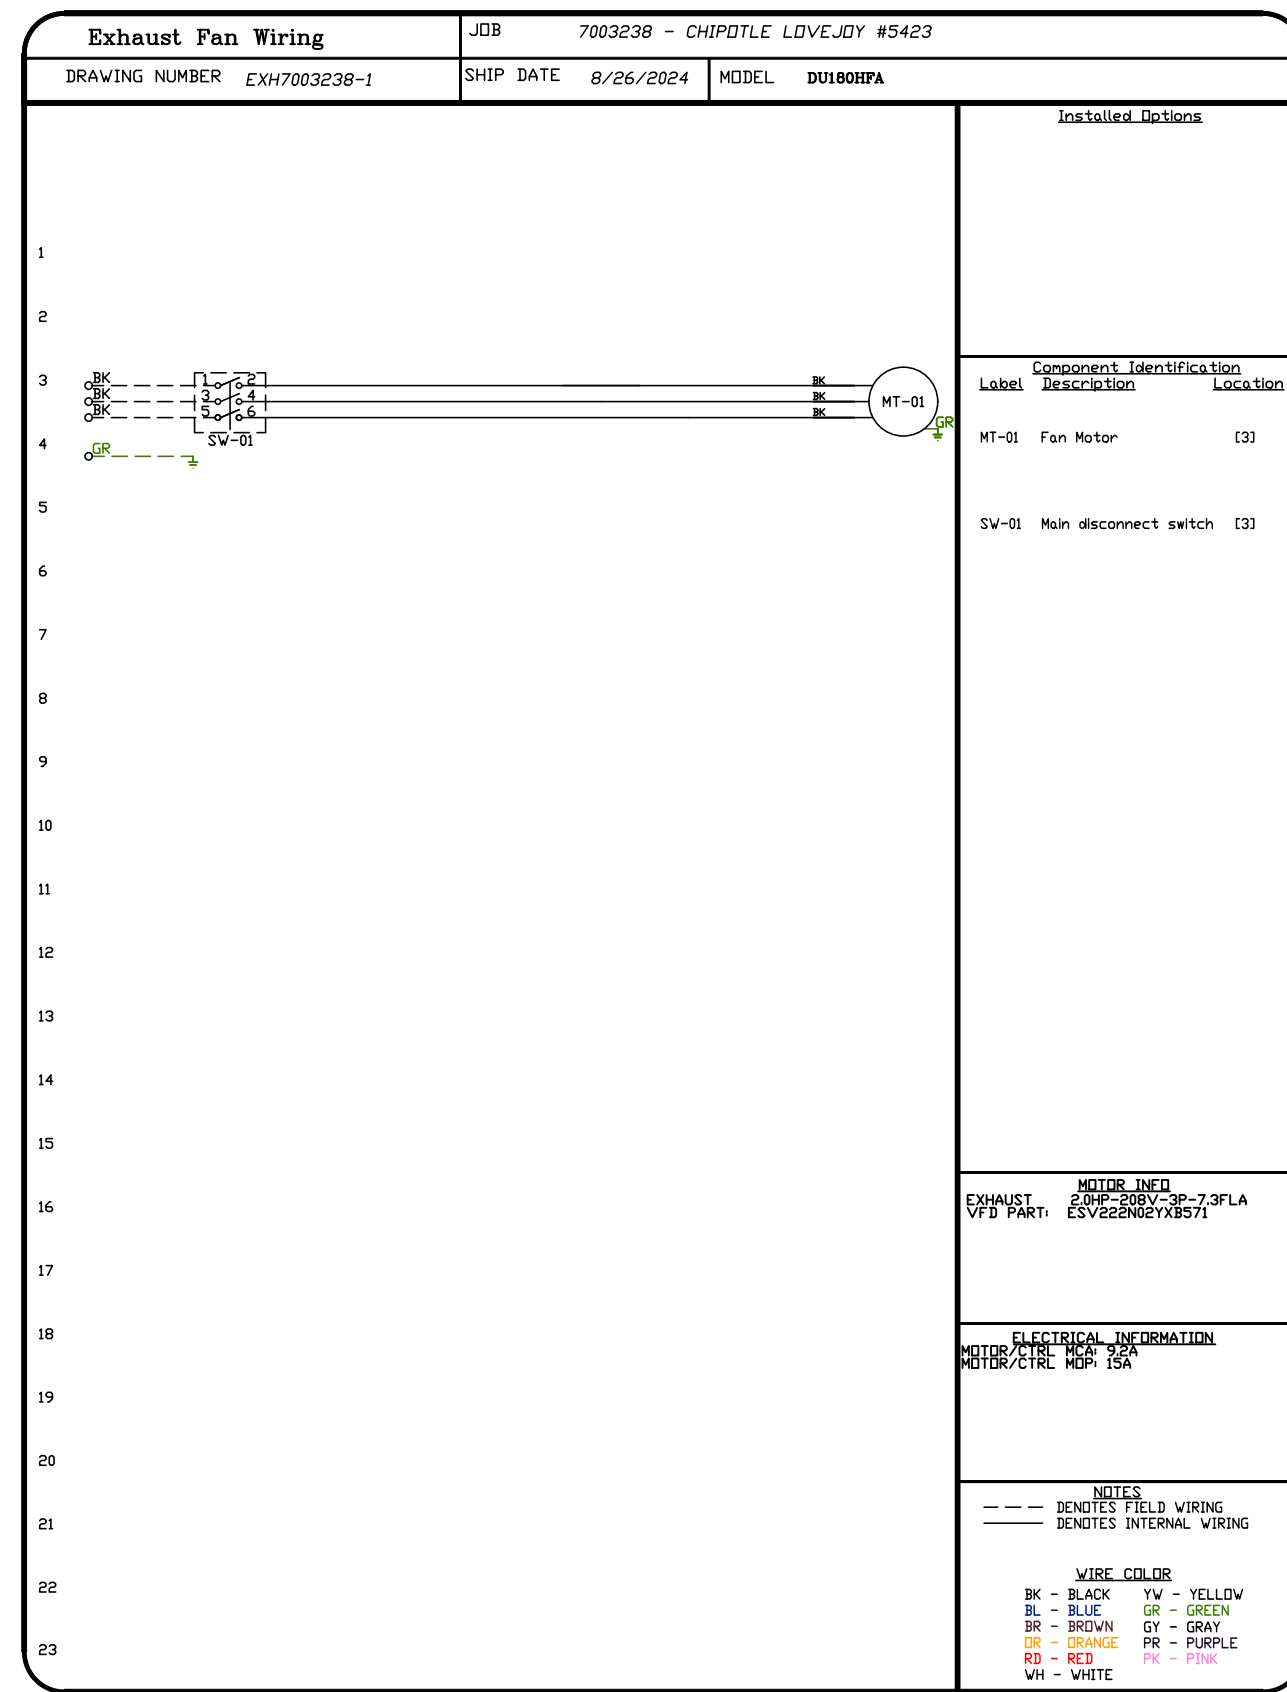 Exhaust Fan Wiring
JOB 7003238 - CHIPOTLE LOVEJOY #5423
DRAWING NUMBER EXH7003238-1
SHIP DATE 8/26/2024
MODEL DU180HFA
Installed Options
1
2
3
BK 1 2 BK
BK 3 4 BK
BK 5 6 BK
MT-01
GR
SW-01
4
GR
5
6
7
8
9
10
11
12
13
14
15
16
17
18
19
20
21
22
23
Component Identification
Label Description Location
MT-01 Fan Motor [3]
SW-01 Main disconnect switch [3]
MOTOR INFO
EXHAUST 2.0HP-208V-3P-7.3FLA
VFD PART: ESV222N02YXB571
ELECTRICAL INFORMATION
MOTOR/CTRL MCA: 9.2A
MOTOR/CTRL MOP: 15A
NOTES
DENOTES FIELD WIRING
DENOTES INTERNAL WIRING
WIRE COLOR
BK - BLACK YW - YELLOW
BL - BLUE GR - GREEN
BR - BROWN GY - GRAY
OR - ORANGE PR - PURPLE
RD - RED PK - PINK
WH - WHITE